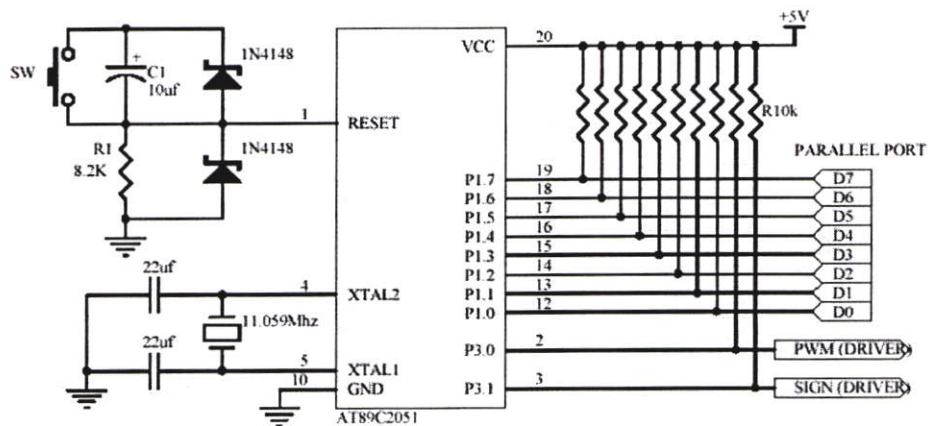 +5V
1N4148
VCC
20
SW
+
C1
10uf
1
RESET
R10k
R1
8.2K
1N4148
PARALLEL PORT
P1.7
19
D7
P1.6
18
D6
P1.5
17
D5
P1.4
16
D4
P1.3
15
D3
P1.2
14
D2
P1.1
13
D1
P1.0
12
D0
22uf
4
XTAL2
11.059Mhz
P3.0
2
PWM (DRIVER)
22uf
5
XTAL1
10
GND
P3.1
3
SIGN (DRIVER)
AT89C2051